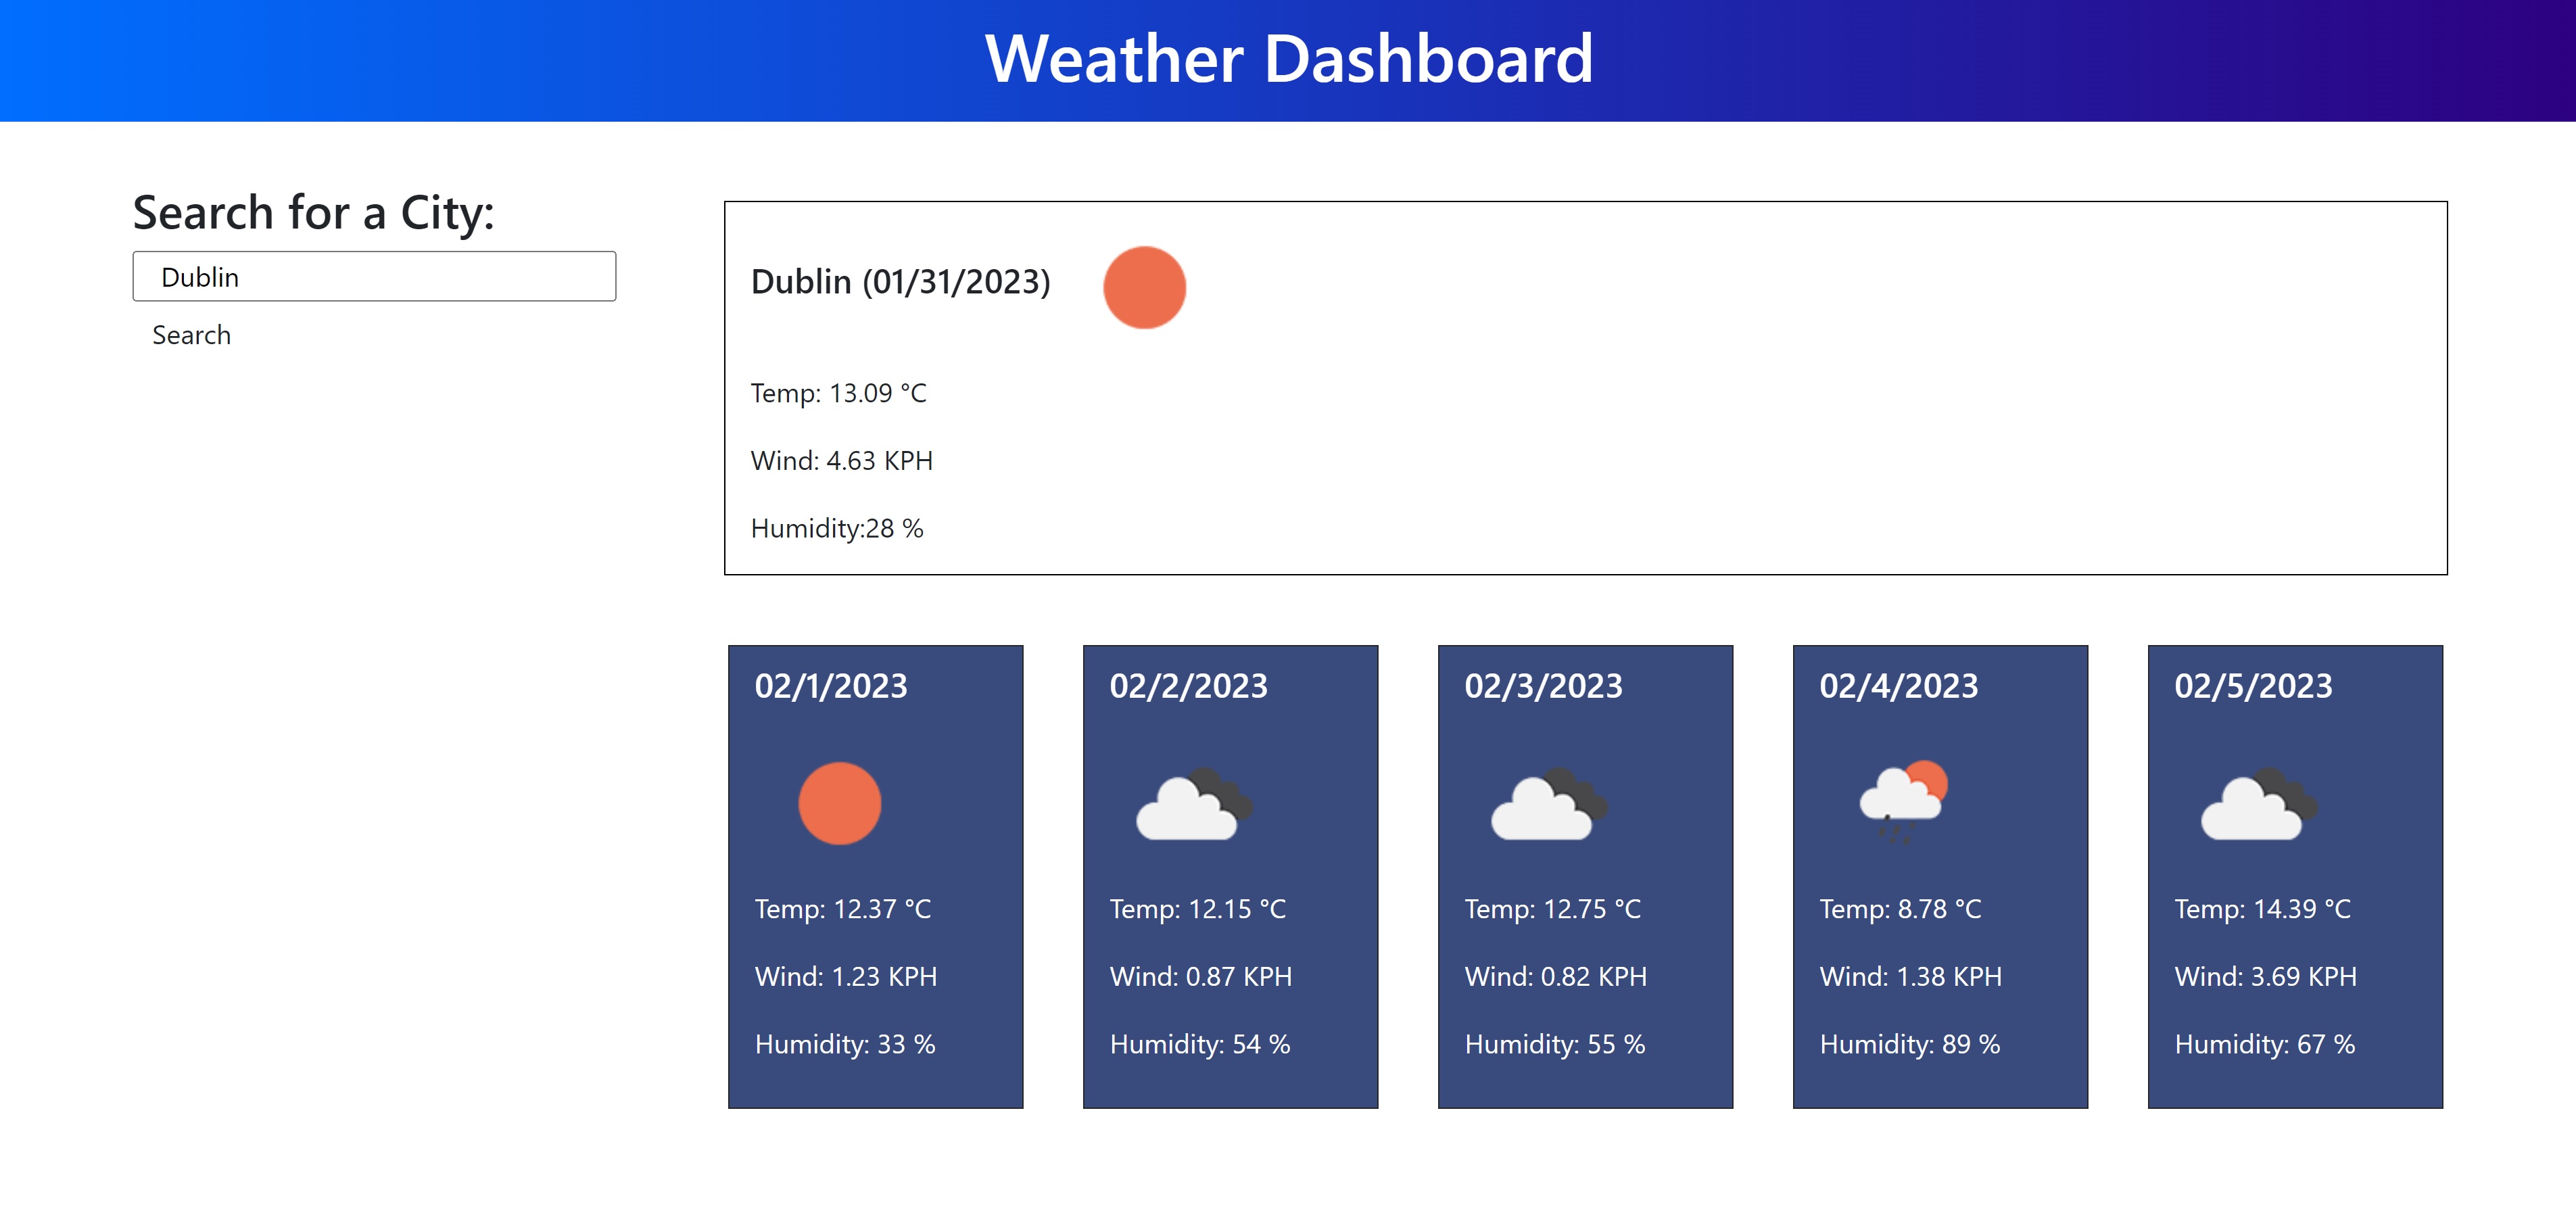 Weather Dashboard
Search for a City:
Dublin
Search
Dublin (01/31/2023)
Temp: 13.09 °C
Wind: 4.63 KPH
Humidity:28 %
02/1/2023
Temp: 12.37 °C
Wind: 1.23 KPH
Humidity: 33 %
02/2/2023
Temp: 12.15 °C
Wind: 0.87 KPH
Humidity: 54 %
02/3/2023
Temp: 12.75 °C
Wind: 0.82 KPH
Humidity: 55 %
02/4/2023
Temp: 8.78 °C
Wind: 1.38 KPH
Humidity: 89 %
02/5/2023
Temp: 14.39 °C
Wind: 3.69 KPH
Humidity: 67 %